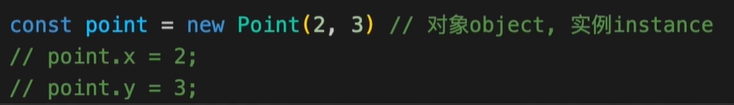 const point = new Point(2, 3) // 对象object, 实例instance
// point.x = 2;
// point.y = 3;